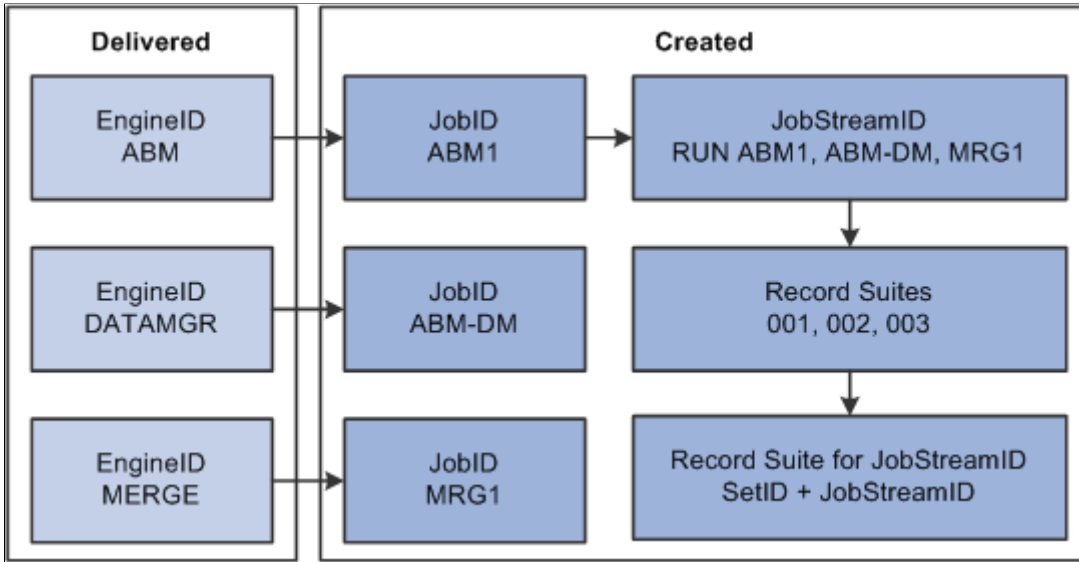 Delivered
Created
EngineID
ABM
JobID
ABM1
JobStreamID
RUN ABM1, ABM-DM, MRG1
EngineID
DATAMGR
JobID
ABM-DM
Record Suites
001, 002, 003
EngineID
MERGE
JobID
MRG1
Record Suite for JobStreamID
SetID + JobStreamID